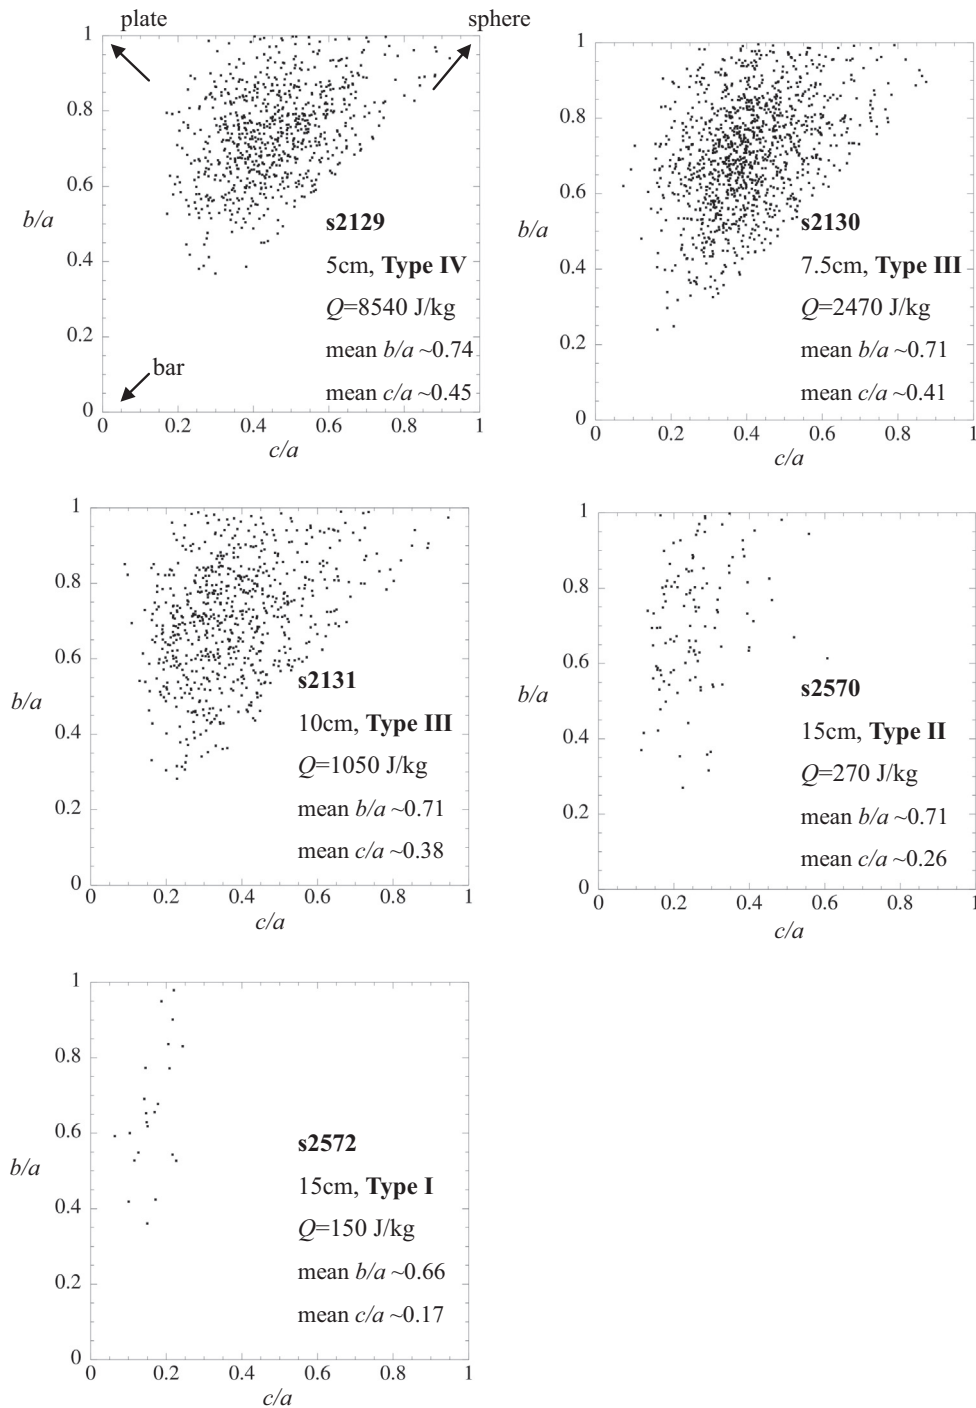 plate
sphere
1
0.8
0.6
b/a
0.4
0.2
0
bar
s2129
5cm, Type IV
Q=8540 J/kg
mean b/a ~0.74
mean c/a ~0.45
0 0.2 0.4 0.6 0.8 1
c/a
1
0.8
0.6
b/a
0.4
0.2
0
s2130
7.5cm, Type III
Q=2470 J/kg
mean b/a ~0.71
mean c/a ~0.41
0 0.2 0.4 0.6 0.8 1
c/a
1
0.8
0.6
b/a
0.4
0.2
0
s2131
10cm, Type III
Q=1050 J/kg
mean b/a ~0.71
mean c/a ~0.38
0 0.2 0.4 0.6 0.8 1
c/a
1
0.8
0.6
b/a
0.4
0.2
0
s2570
15cm, Type II
Q=270 J/kg
mean b/a ~0.71
mean c/a ~0.26
0 0.2 0.4 0.6 0.8 1
c/a
1
0.8
0.6
b/a
0.4
0.2
0
s2572
15cm, Type I
Q=150 J/kg
mean b/a ~0.66
mean c/a ~0.17
0 0.2 0.4 0.6 0.8 1
c/a